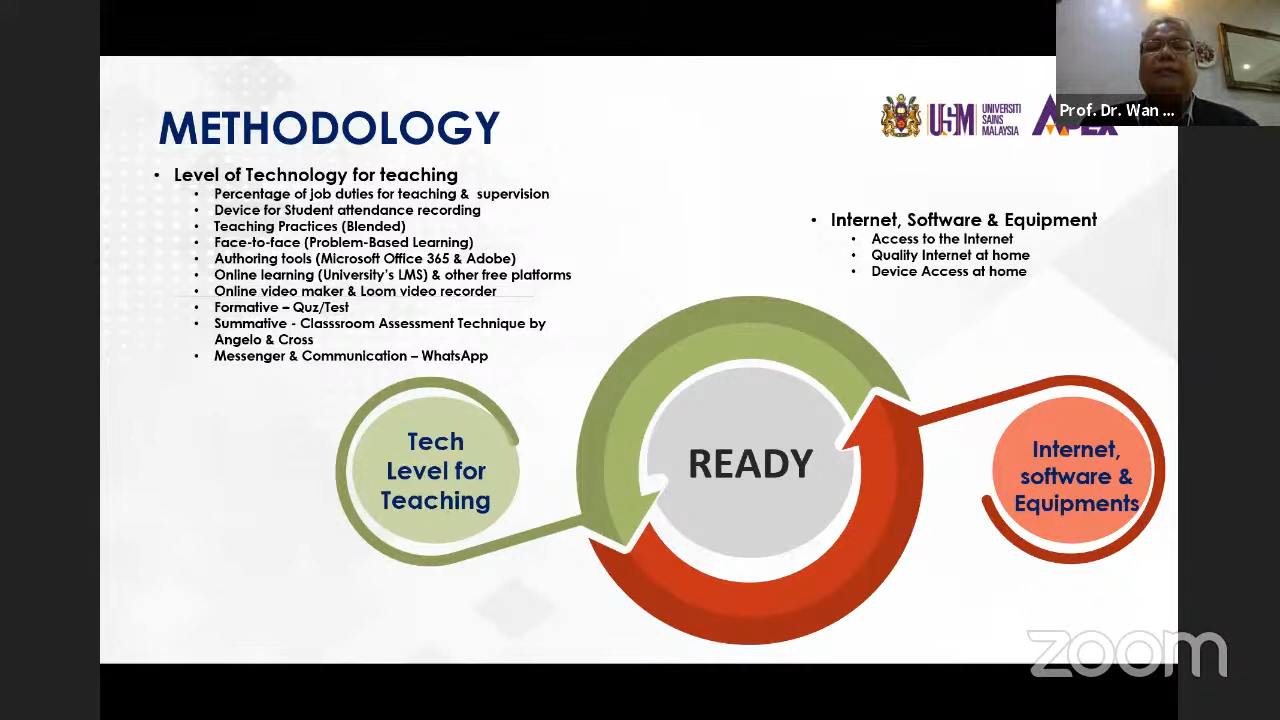 METHODOLOGY
• Level of Technology for teaching
• Percentage of job duties for teaching & supervision
• Device for Student attendance recording
• Teaching Practices (Blended)
• Face-to-face (Problem-Based Learning)
• Authoring tools (Microsoft Office 365 & Adobe)
• Online learning (University's LMS) & other free platforms
• Online video maker & Loom video recorder
• Formative – Quz/Test
• Summative - Classsroom Assessment Technique by
Angelo & Cross
• Messenger & Communication – WhatsApp
USM
UNIVERSITI
SAINS
MALAYSIA
APEX
Prof. Dr. Wan ...
• Internet, Software & Equipment
• Access to the Internet
• Quality Internet at home
• Device Access at home
Tech
Level for
Teaching
READY
Internet,
software &
Equipments
zoom